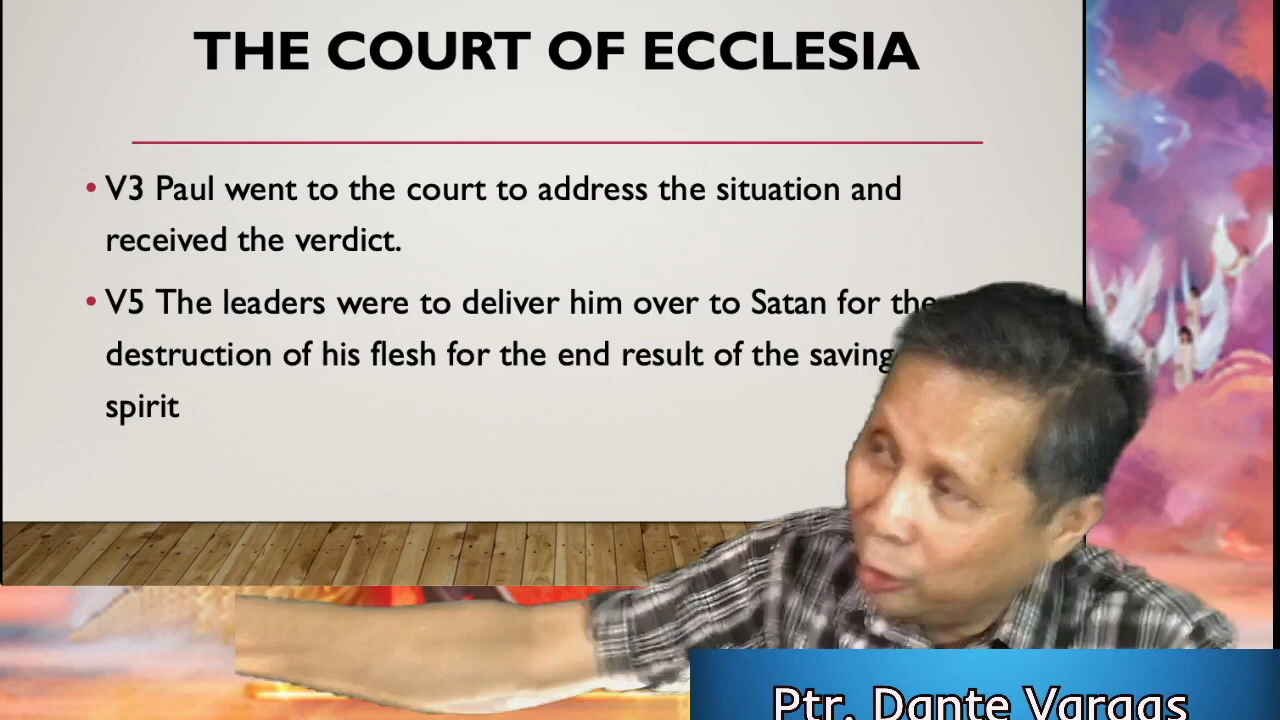 THE COURT OF ECCLESIA
• V3 Paul went to the court to address the situation and
received the verdict.
• V5 The leaders were to deliver him over to Satan for the
destruction of his flesh for the end result of the saving
spirit
Ptr. Dante Vargas